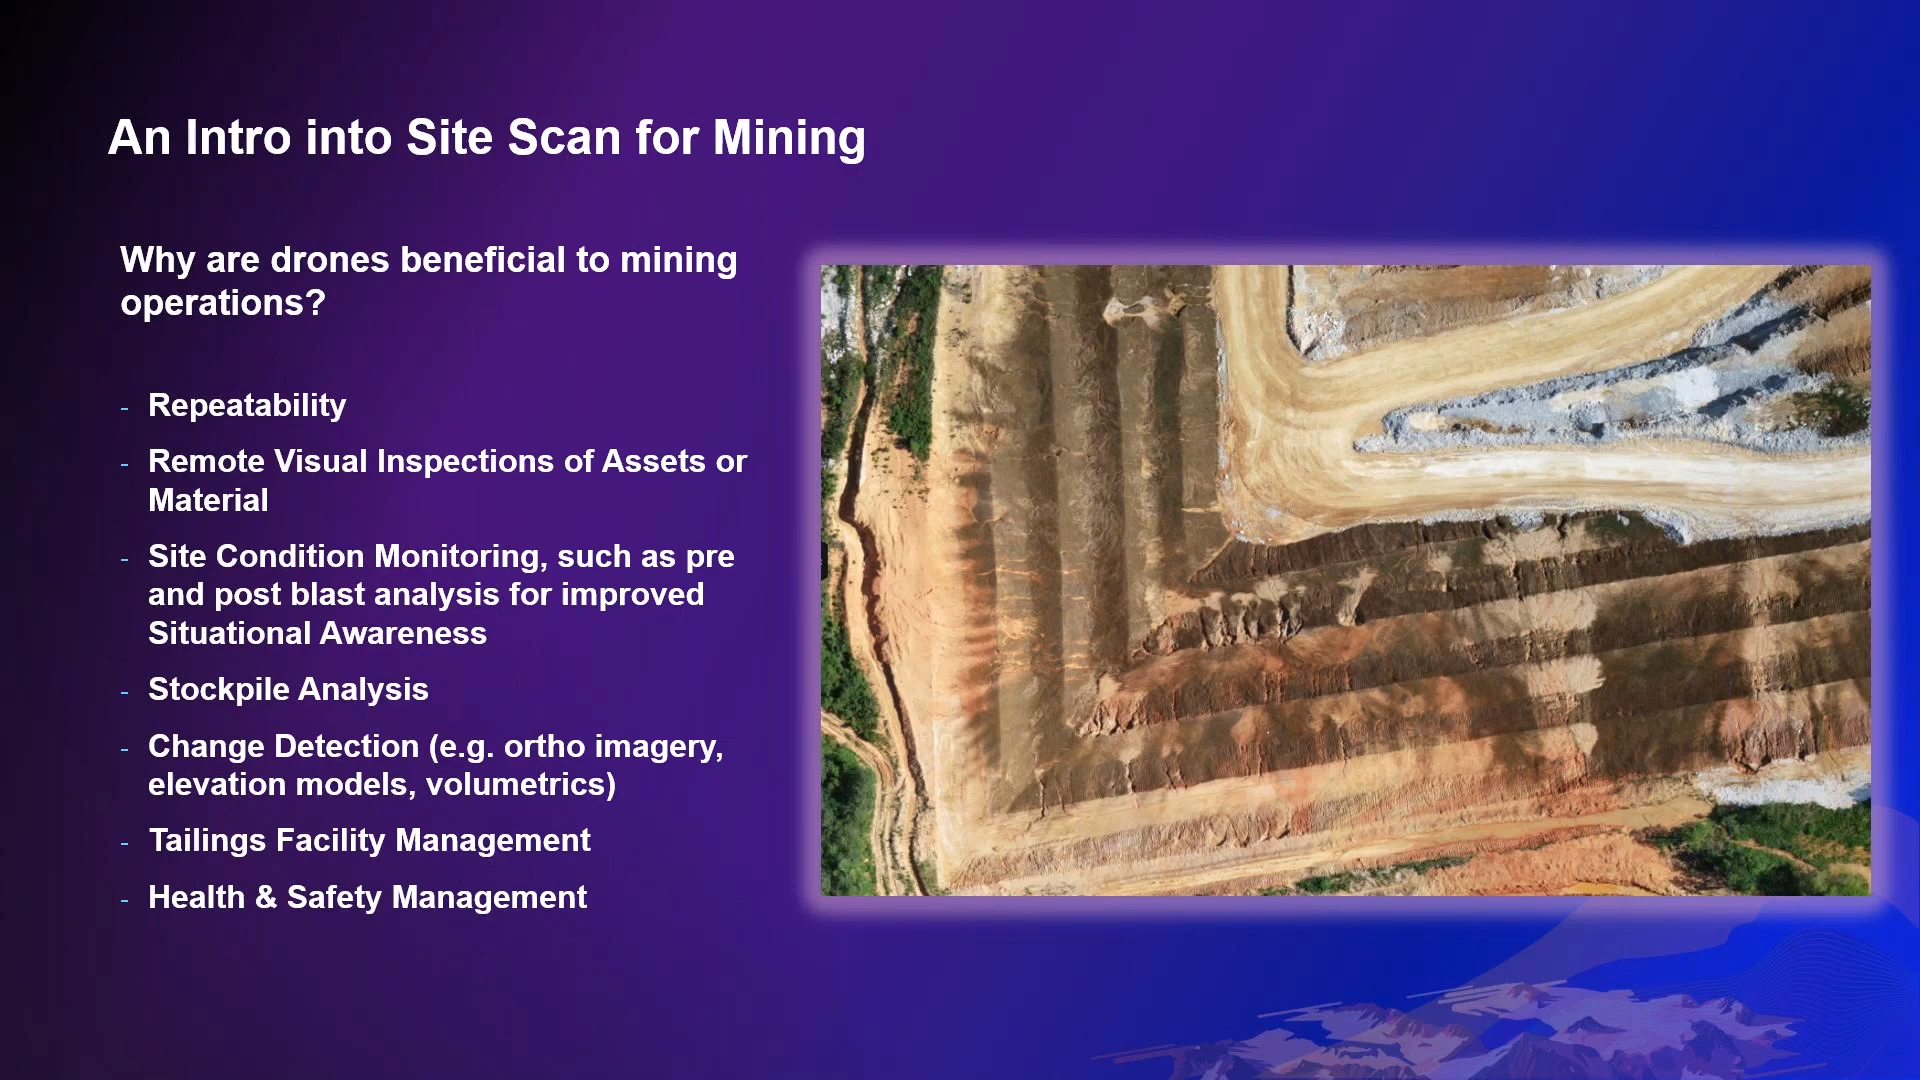 An Intro into Site Scan for Mining
Why are drones beneficial to mining
operations?
- Repeatability
- Remote Visual Inspections of Assets or
Material
- Site Condition Monitoring, such as pre
and post blast analysis for improved
Situational Awareness
- Stockpile Analysis
- Change Detection (e.g. ortho imagery,
elevation models, volumetrics)
- Tailings Facility Management
- Health & Safety Management